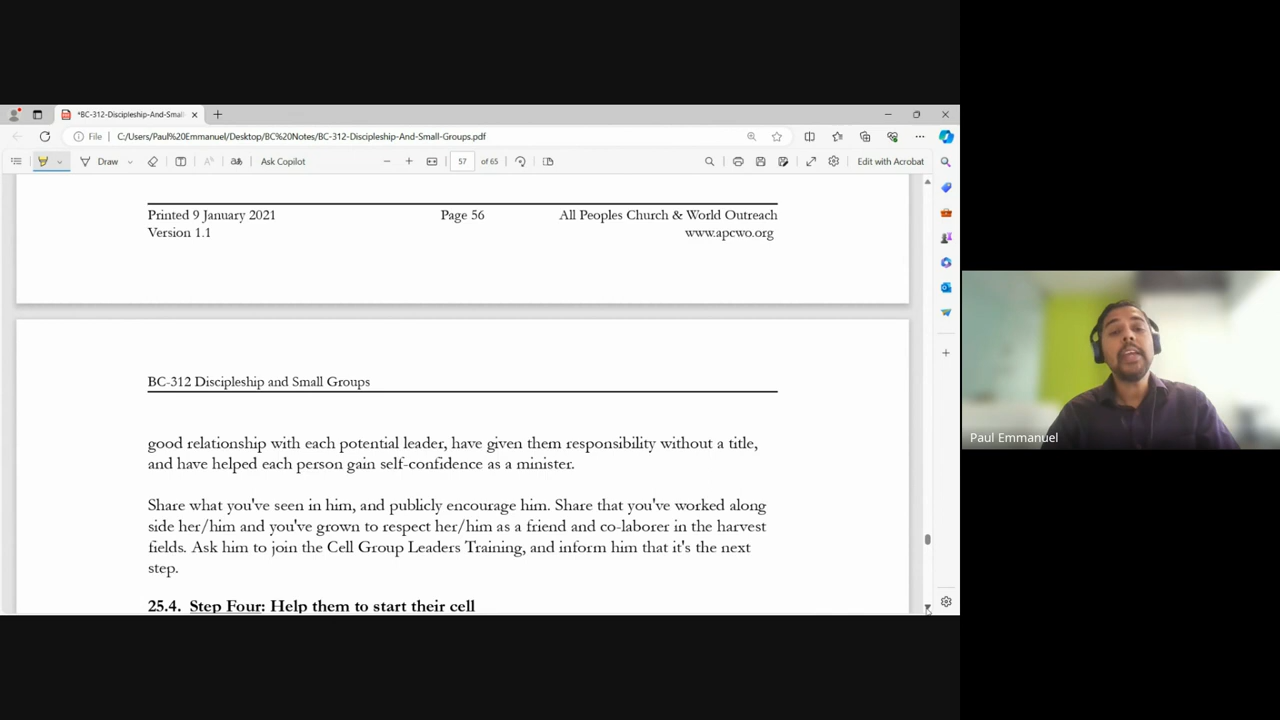 *BC-312-Discipleship-And-Small
File C:/Users/Paul%20Emmanuel/Desktop/BC%20Notes/BC-312-Discipleship-And-Small-Groups.pdf
Draw Ask Copilot 57 of 65 Edit with Acrobat
Printed 9 January 2021 Page 56 All Peoples Church & World Outreach
Version 1.1 www.apcwo.org
BC-312 Discipleship and Small Groups
good relationship with each potential leader, have given them responsibility without a title,
and have helped each person gain self-confidence as a minister.
Share what you've seen in him, and publicly encourage him. Share that you've worked along
side her/him and you've grown to respect her/him as a friend and co-laborer in the harvest
fields. Ask him to join the Cell Group Leaders Training, and inform him that it's the next
step.
25.4. Step Four: Help them to start their cell
Paul Emmanuel